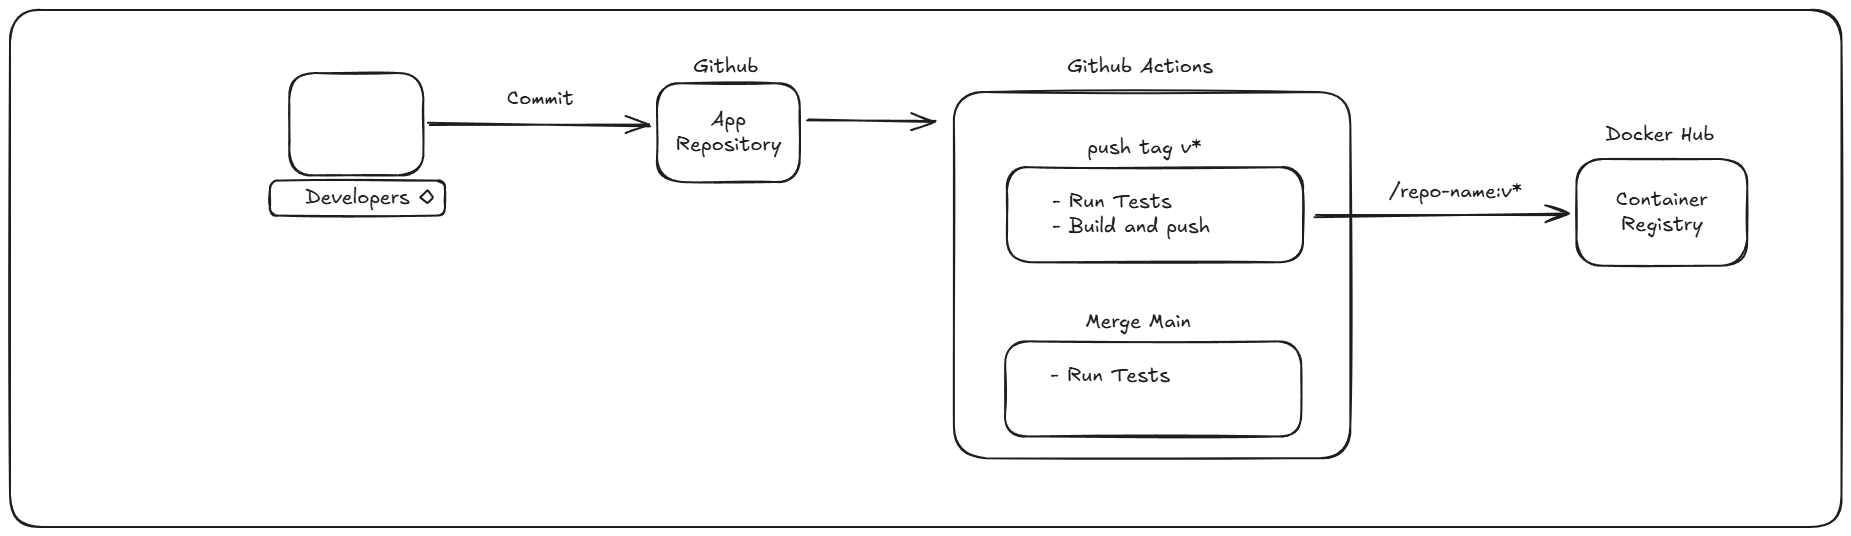 Github
Github Actions
Commit
App
Repository
Developers
push tag v*
- Run Tests
- Build and push
/repo-name:v*
Docker Hub
Container
Registry
Merge Main
- Run Tests